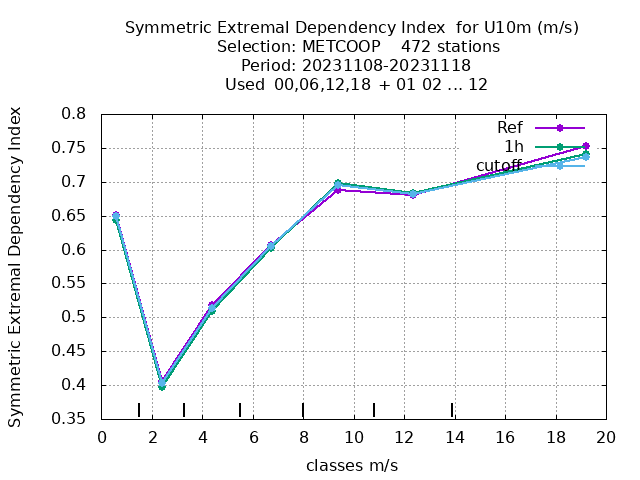 Symmetric Extremal Dependency Index for U10m (m/s)
Selection: METCOOP 472 stations
Period: 20231108-20231118
Used 00,06,12,18 + 01 02 ... 12
Symmetric Extremal Dependency Index
0.8
0.75
0.7
0.65
0.6
0.55
0.5
0.45
0.4
0.35
Ref
1h
cutoff
0 2 4 6 8 10 12 14 16 18 20
classes m/s